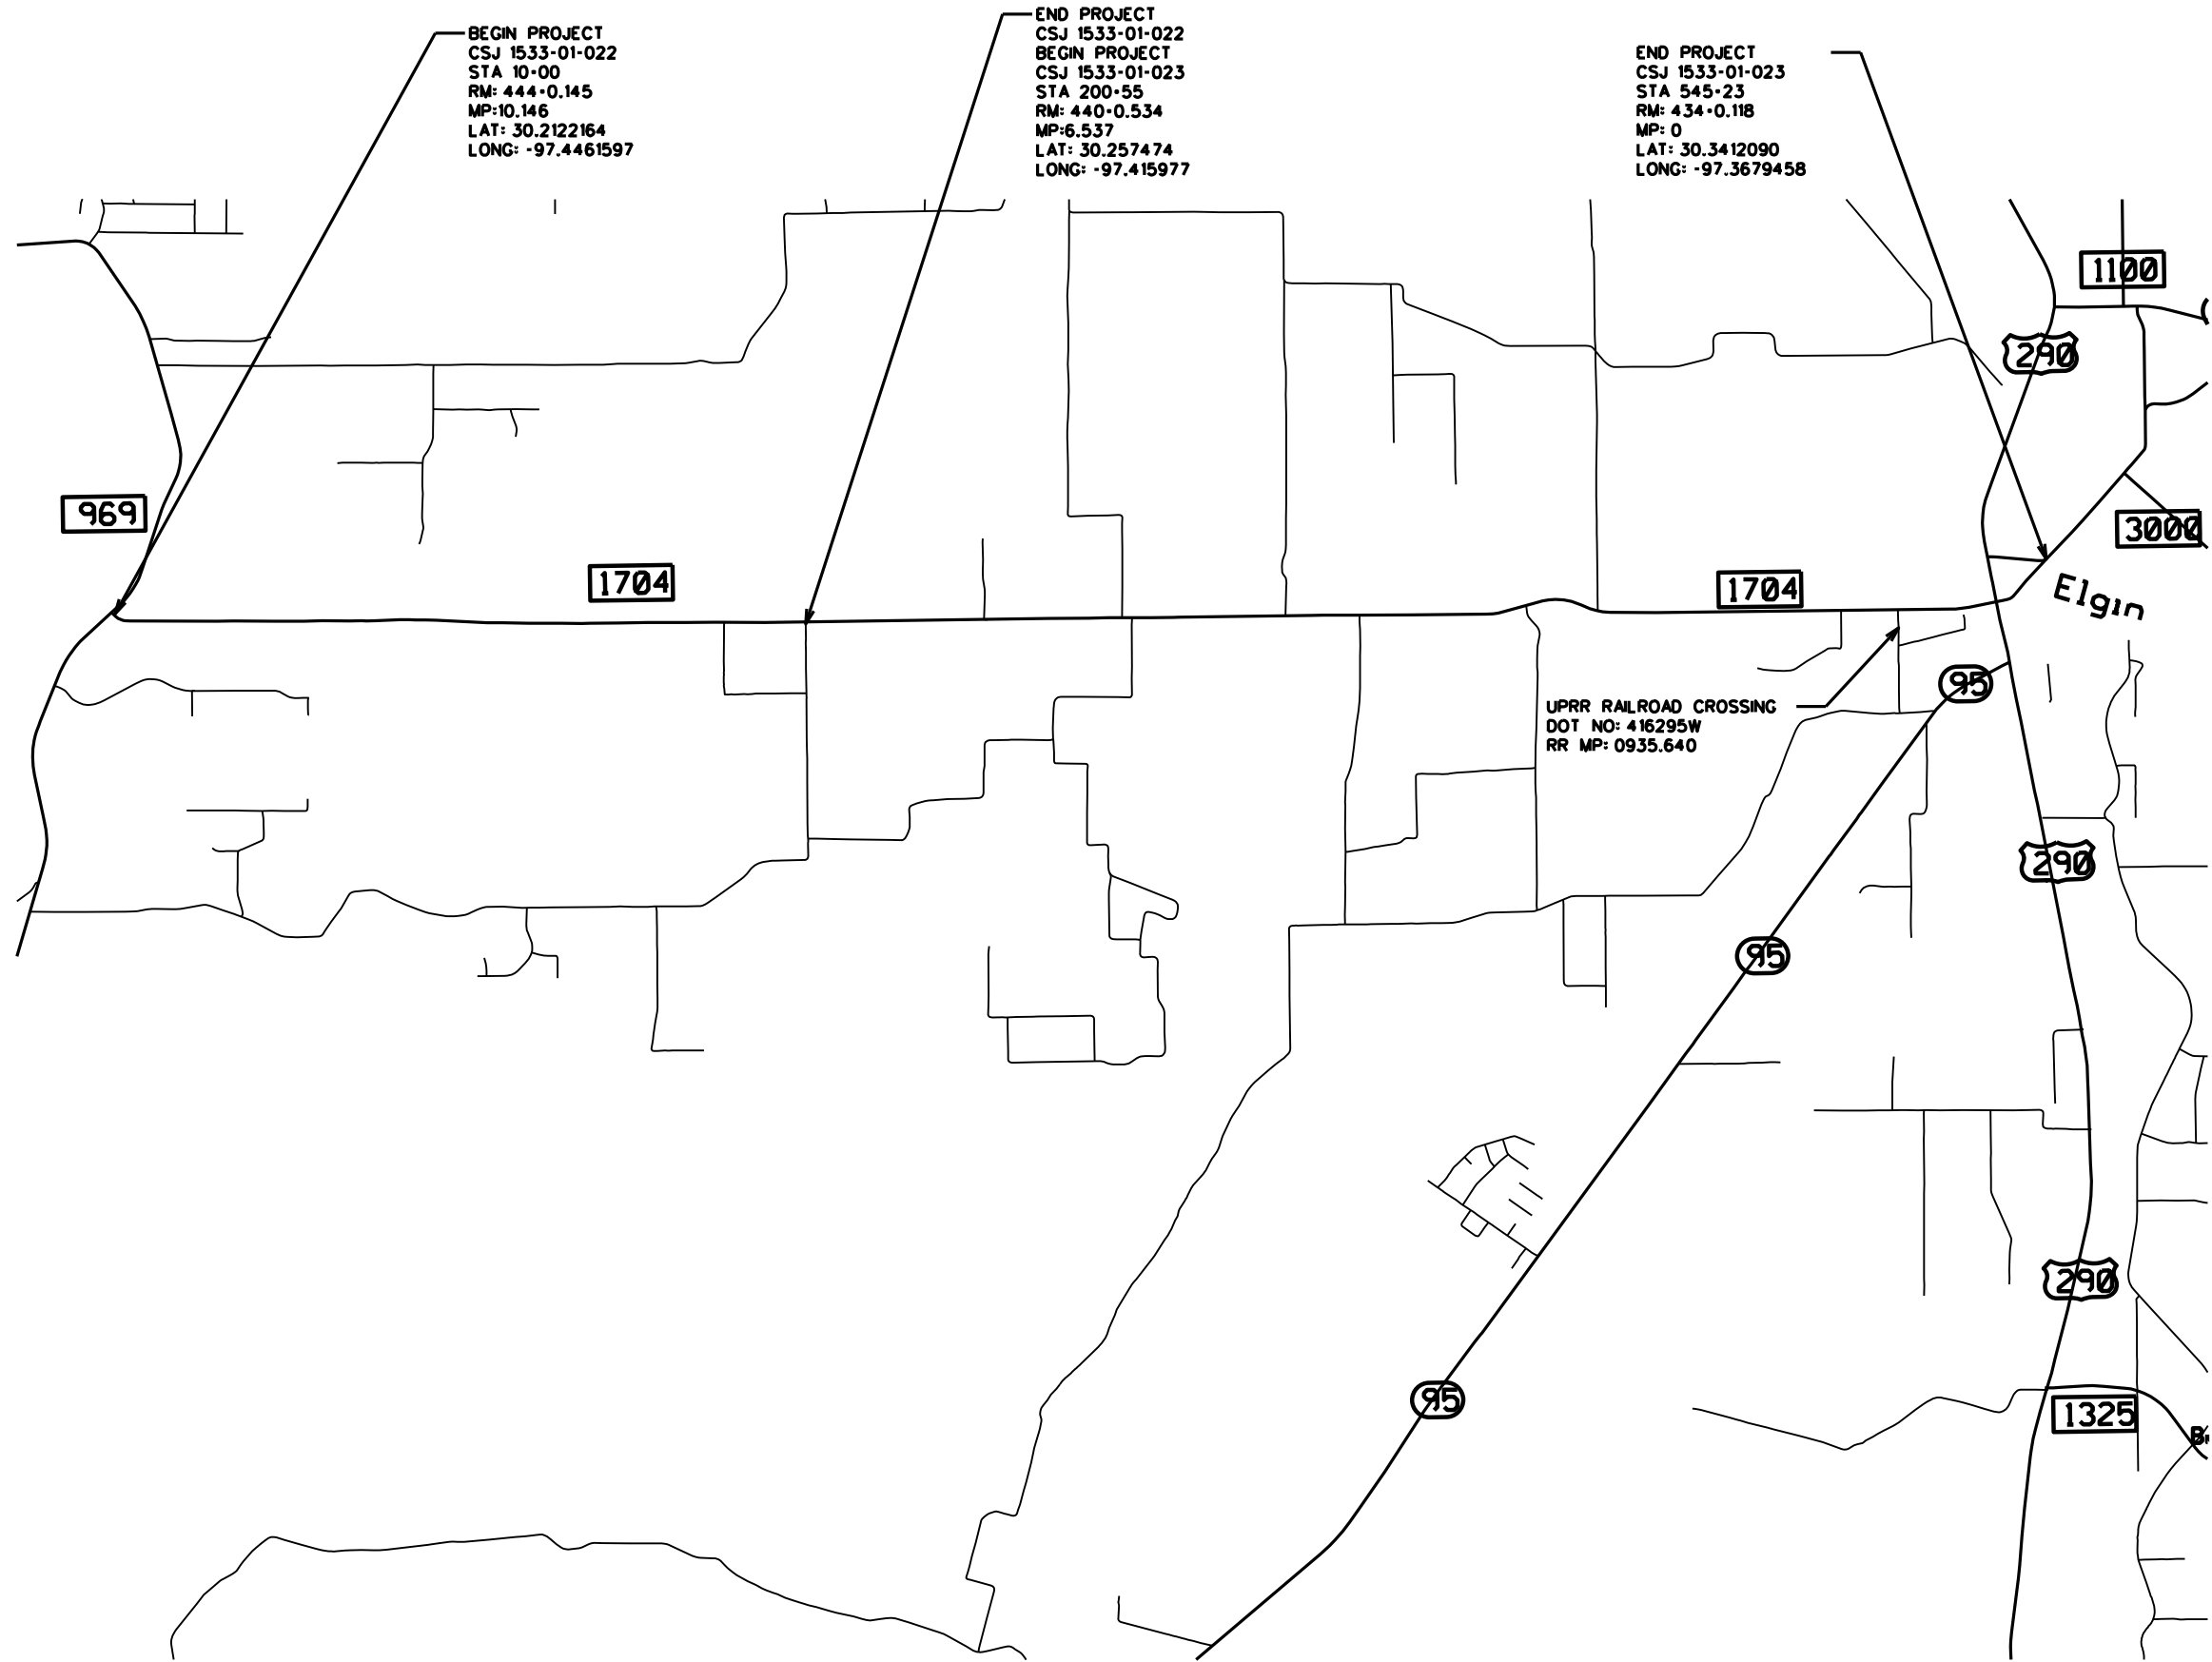 BEGIN PROJECT
CSJ 1533-01-022
STA 10+00
RM: 444+0.145
MP:10.146
LAT: 30.2122164
LONG: -97.4461597
END PROJECT
CSJ 1533-01-022
BEGIN PROJECT
CSJ 1533-01-023
STA 200+55
RM: 440+0.534
MP:6.537
LAT: 30.257474
LONG: -97.415977
END PROJECT
CSJ 1533-01-023
STA 545+23
RM: 434+0.118
MP: 0
LAT: 30.3412090
LONG: -97.3679458
1100
290
969
3000
1704
1704
Elgin
95
UPRR RAILROAD CROSSING
DOT NO: 416295W
RR MP: 0935.640
290
95
290
95
1325